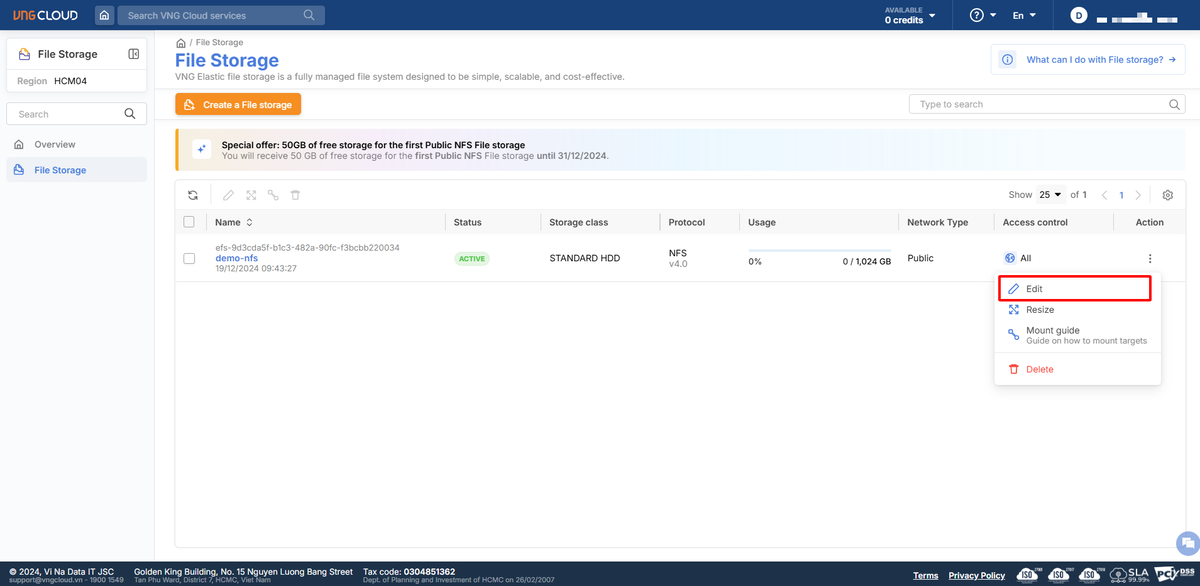 VNGCLOUD
Search VNG Cloud services
AVAILABLE
0 credits
En
D
File Storage
Region HCM04
Search
Overview
File Storage
/ File Storage
File Storage
VNG Elastic file storage is a fully managed file system designed to be simple, scalable, and cost-effective.
What can I do with File storage?
Create a File storage
Type to search
Special offer: 50GB of free storage for the first Public NFS File storage
You will receive 50 GB of free storage for the first Public NFS File storage until 31/12/2024.
Show 25 of 1 1
Name Status Storage class Protocol Usage Network Type Access control Action
efs-9d3cda5f-b1c3-482a-90fc-f3bcbb220034
demo-nfs
19/12/2024 09:43:27
ACTIVE
STANDARD HDD
NFS
v4.0
0% 0 / 1,024 GB
Public
All
Edit
Resize
Mount guide
Guide on how to mount targets
Delete
© 2024, Vi Na Data IT JSC
support@vngcloud.vn - 1900 1549
Golden King Building, No. 15 Nguyen Luong Bang Street
Tan Phu Ward, District 7, HCMC, Viet Nam
Tax code: 0304851362
Dept. of Planning and Investment of HCMC on 26/02/2007
Terms
Privacy Policy
ISO
ISO
ISO
SLA
99.99%
PCI DSS